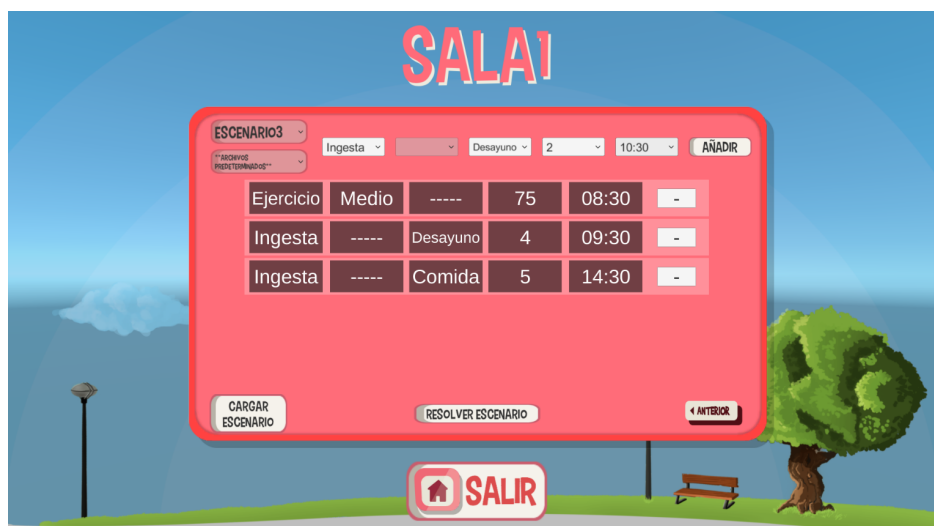 SALA1
ESCENARIO3
**ARCHIVOS
PREDETERMINADOS**
Ingesta Desayuno 2 10:30 AÑADIR
Ejercicio Medio ----- 75 08:30 -
Ingesta ----- Desayuno 4 09:30 -
Ingesta ----- Comida 5 14:30 -
CARGAR
ESCENARIO
RESOLVER ESCENARIO
ANTERIOR
SALIR